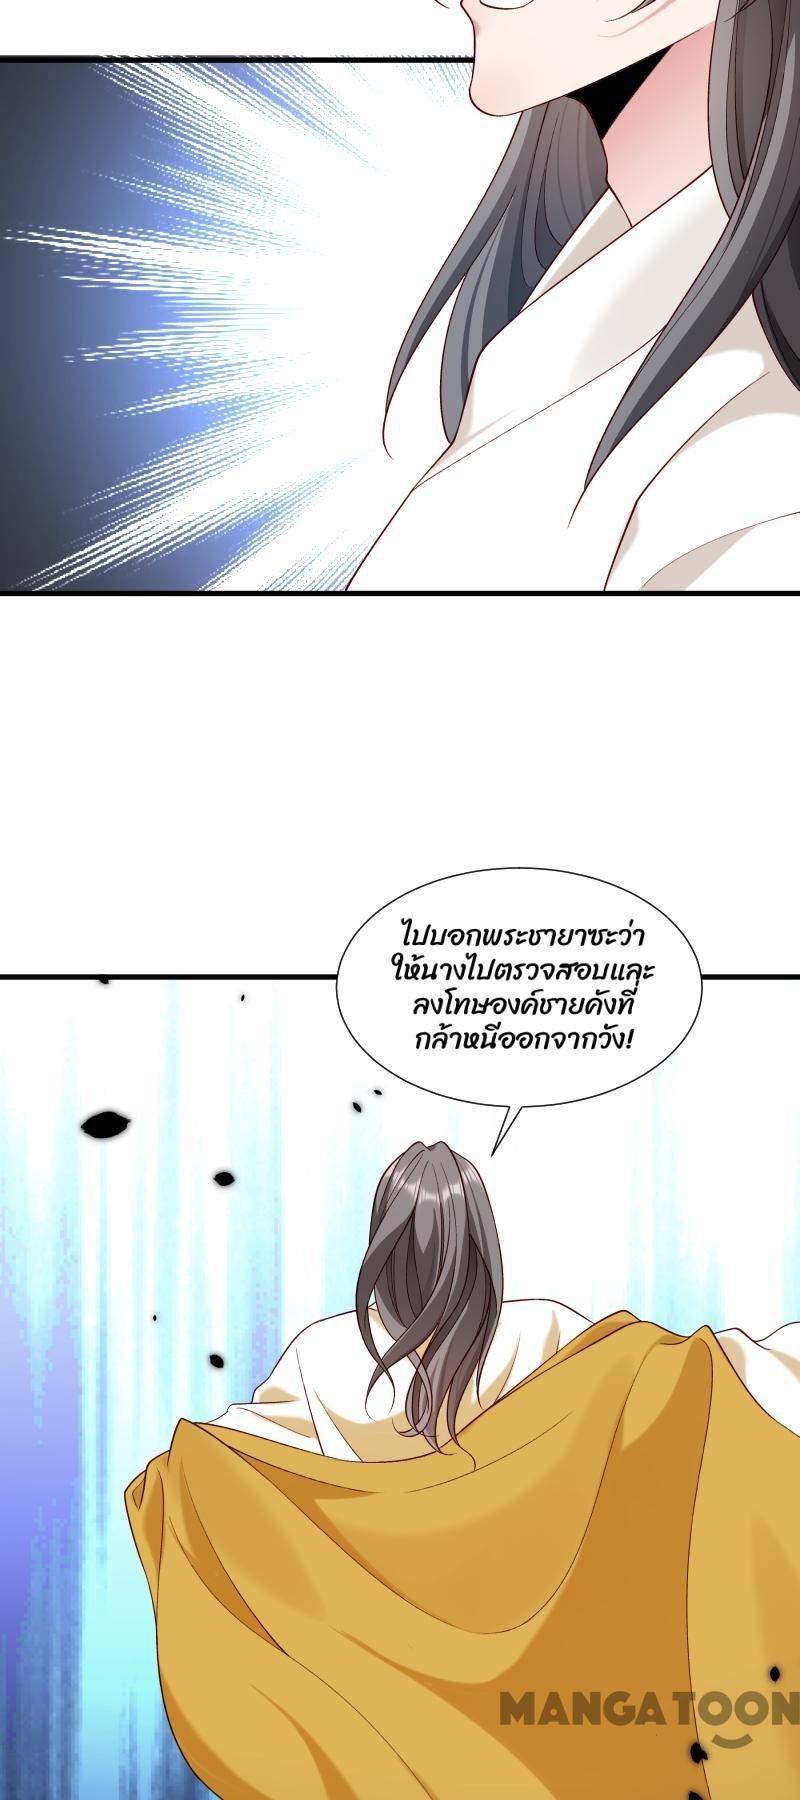 ไปบอกพระชายาซะว่า
ให้นางไปตรวจสอบและ
ลงโทษองค์ชายคังที่
กล้าหนีออกจากวัง!
MANGATOON